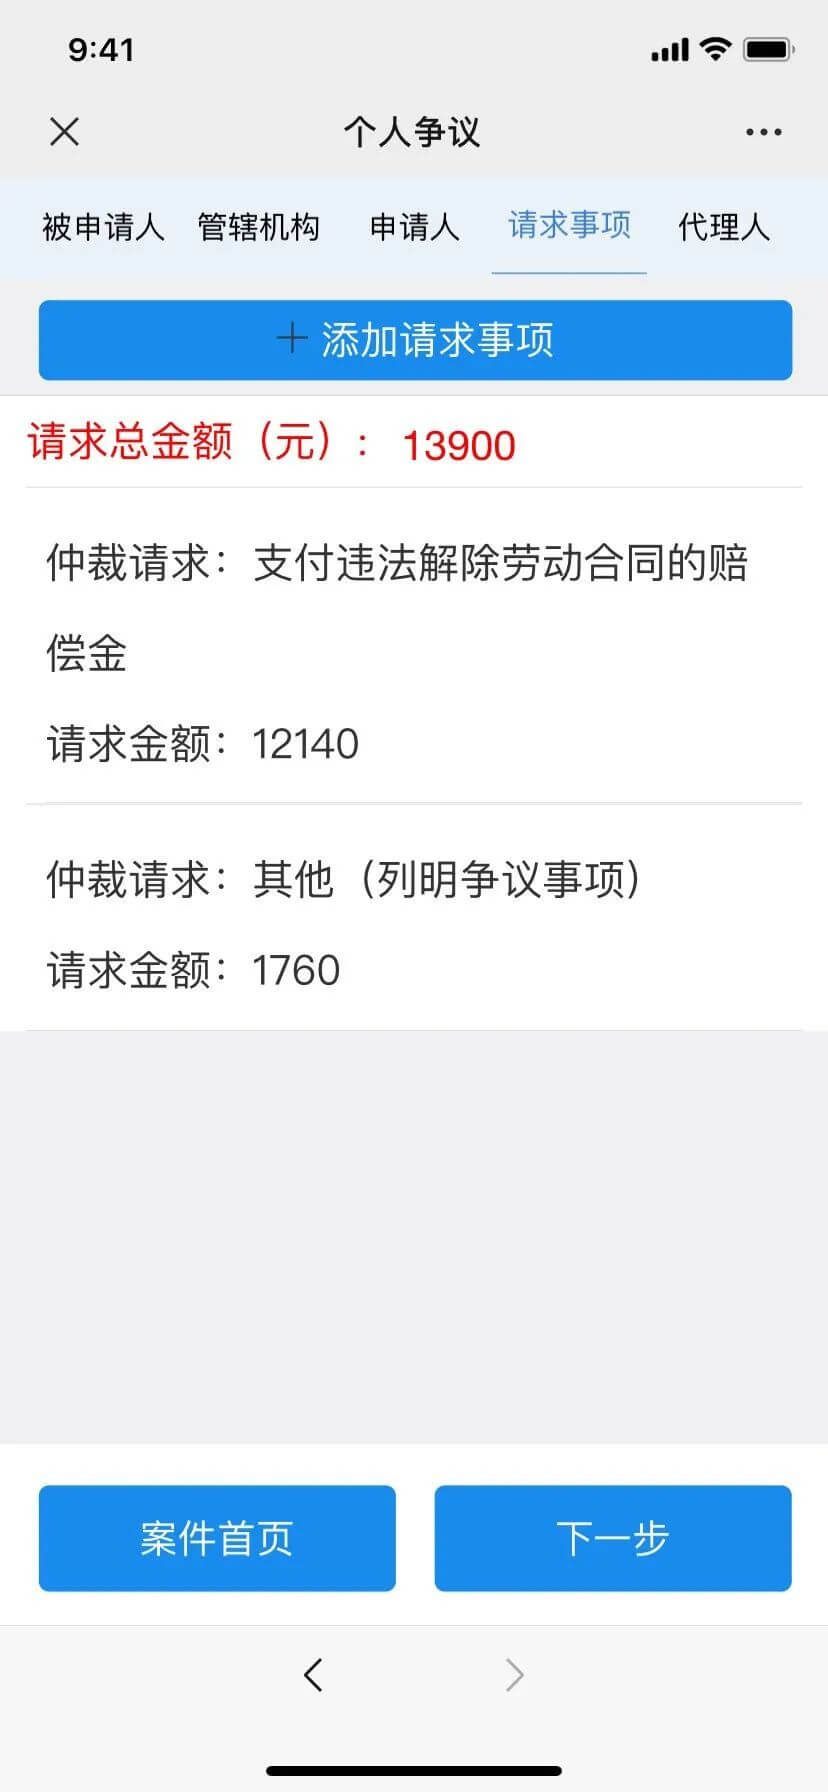 9:41
个人争议
被申请人 管辖机构 申请人 请求事项 代理人
添加请求事项
请求总金额（元）: 13900
仲裁请求：支付违法解除劳动合同的赔
偿金
请求金额：12140
仲裁请求：其他（列明争议事项）
请求金额：1760
案件首页 下一步